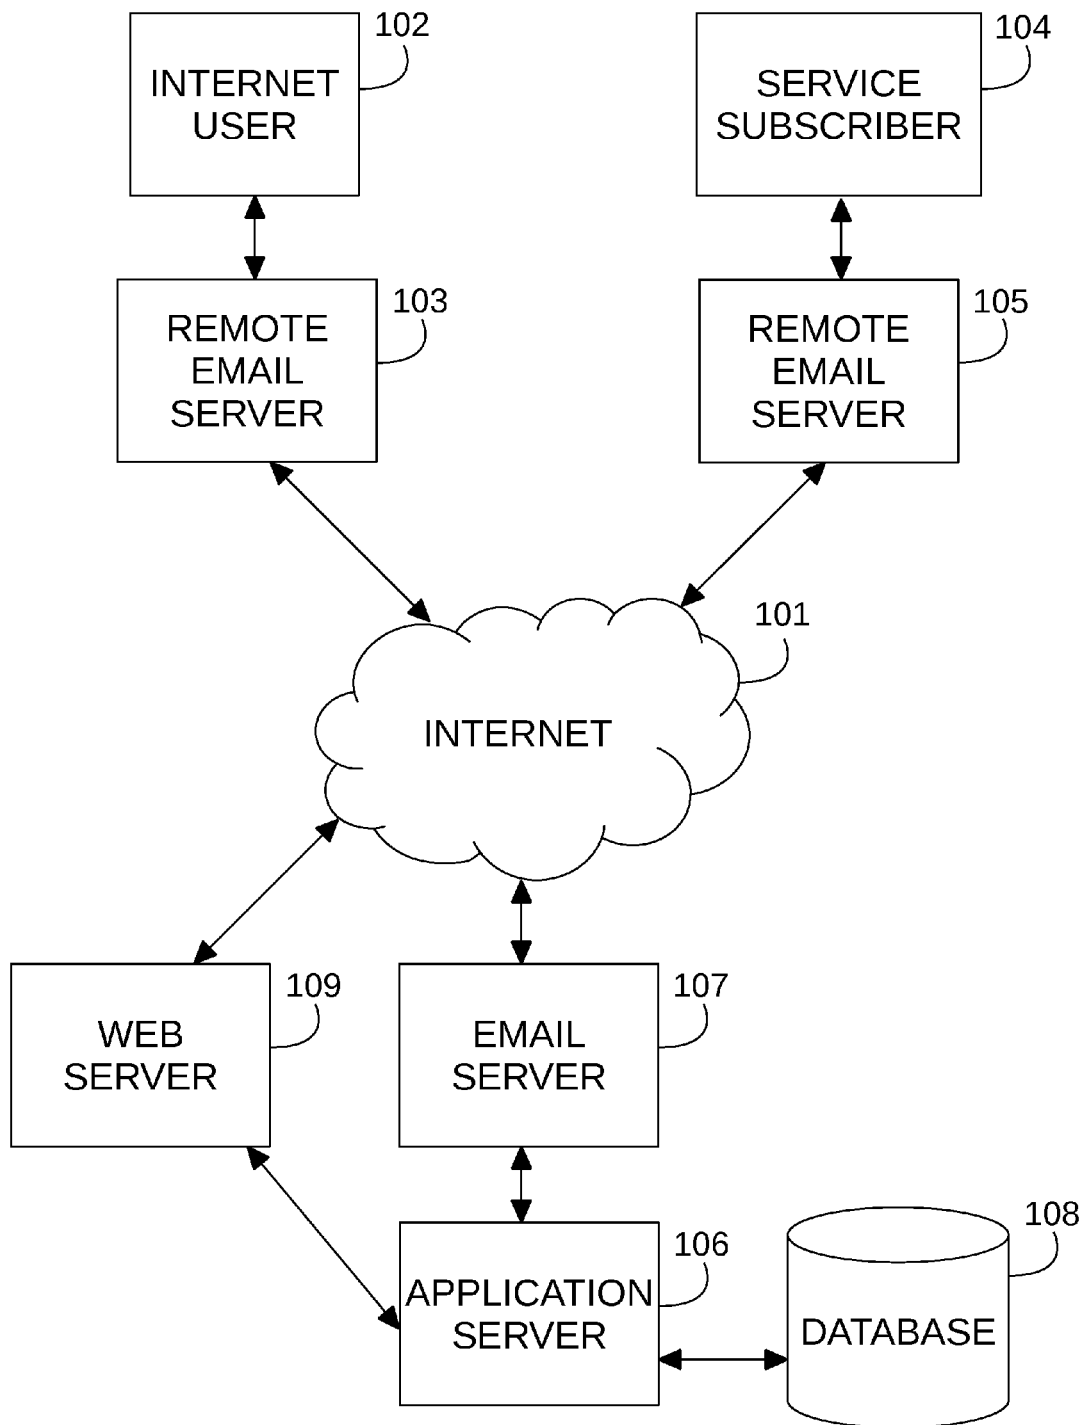 102
INTERNET
USER
104
SERVICE
SUBSCRIBER
103
REMOTE
EMAIL
SERVER
105
REMOTE
EMAIL
SERVER
101
INTERNET
109
WEB
SERVER
107
EMAIL
SERVER
106
APPLICATION
SERVER
108
DATABASE